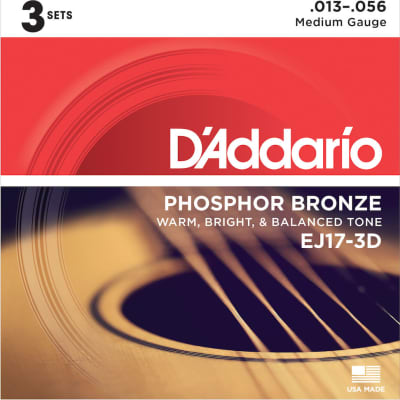 3 SETS
.013–.056
Medium Gauge
D'Addario
PHOSPHOR BRONZE
WARM, BRIGHT, & BALANCED TONE
EJ17-3D
USA MADE